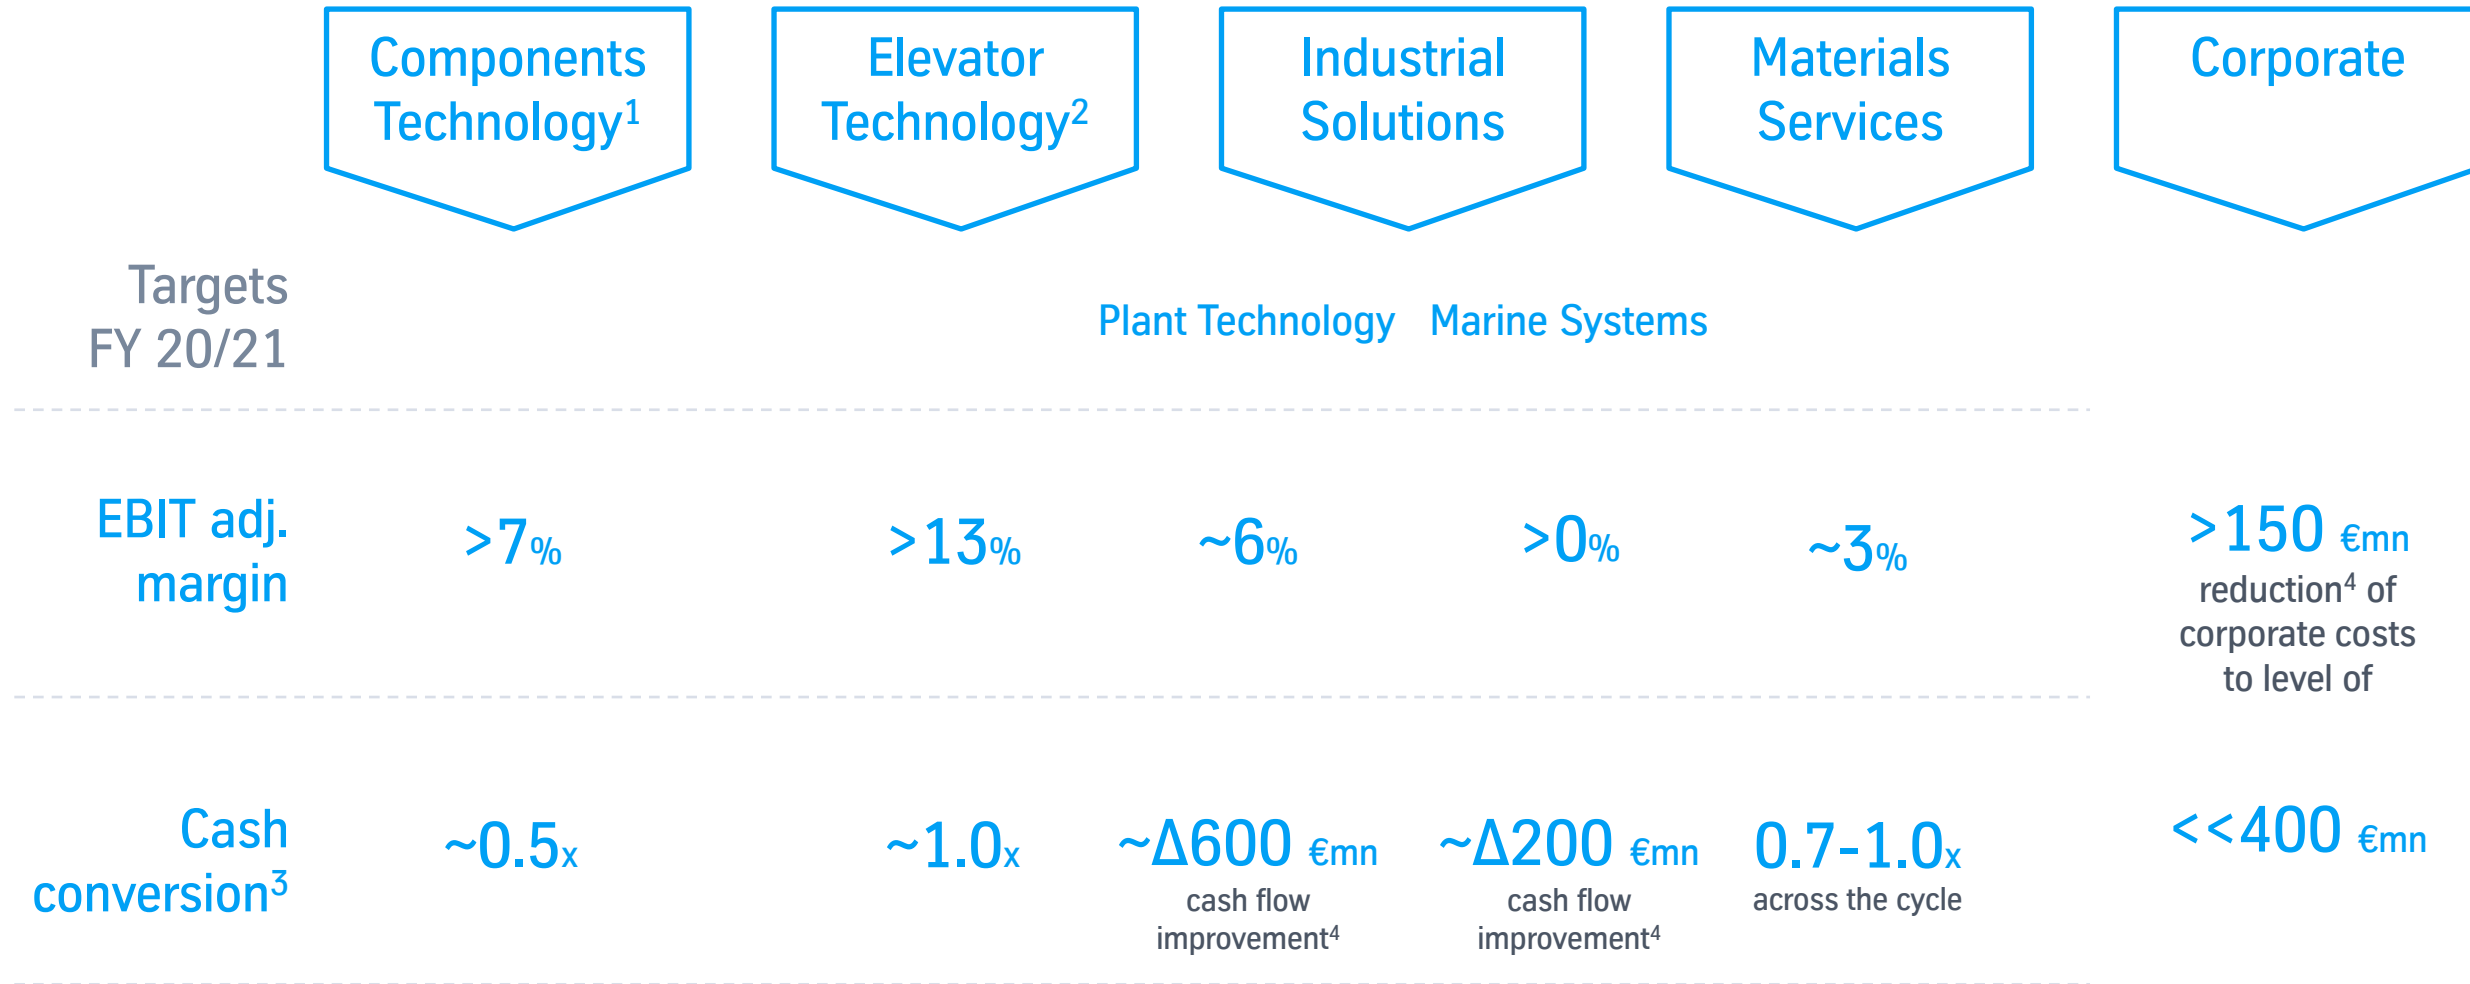 Components
Technology¹
Elevator
Technology²
Industrial
Solutions
Materials
Services
Corporate
Targets
FY 20/21
Plant Technology
Marine Systems
EBIT adj.
margin
>7%
>13%
~6%
>0%
~3%
>150 €mn
reduction⁴ of
corporate costs
to level of
Cash
conversion³
~0.5x
~1.0x
~Δ600 €mn
cash flow
improvement⁴
~Δ200 €mn
cash flow
improvement⁴
0.7-1.0x
across the cycle
<<400 €mn